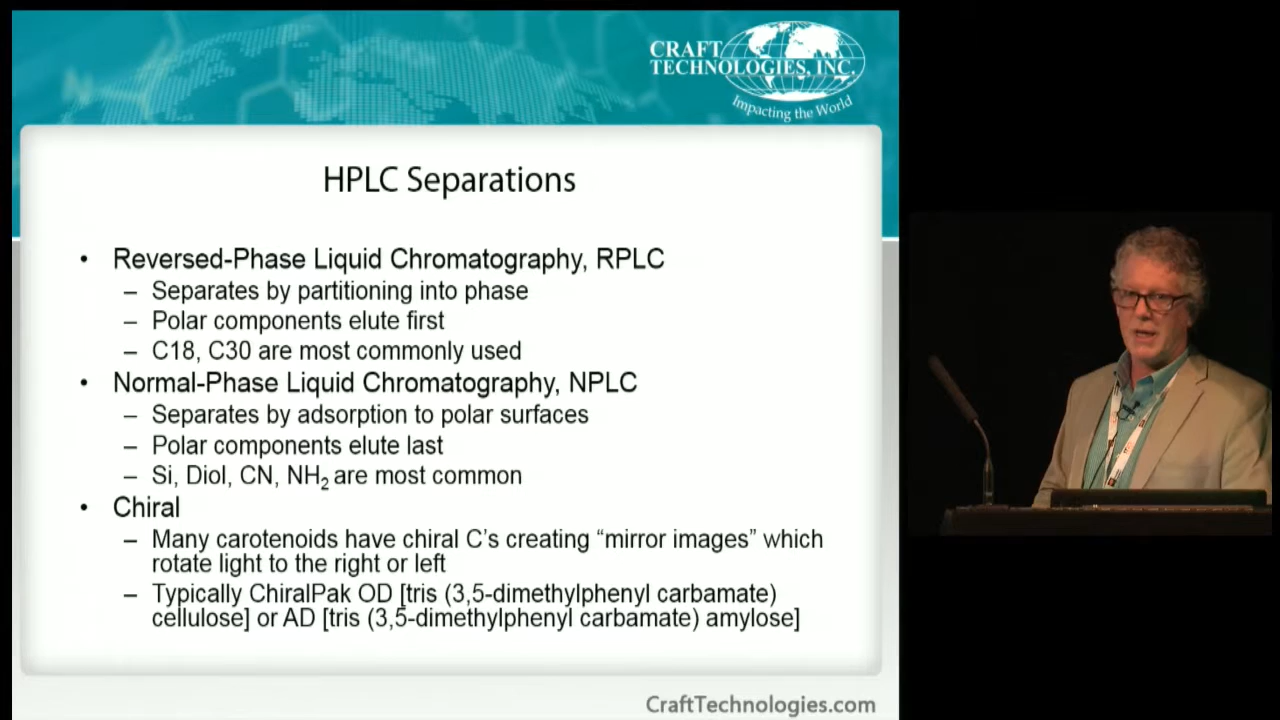 CRAFT
TECHNOLOGIES, INC.
Impacting the World
HPLC Separations
• Reversed-Phase Liquid Chromatography, RPLC
– Separates by partitioning into phase
– Polar components elute first
– C18, C30 are most commonly used
• Normal-Phase Liquid Chromatography, NPLC
– Separates by adsorption to polar surfaces
– Polar components elute last
– Si, Diol, CN, NH₂ are most common
• Chiral
– Many carotenoids have chiral C’s creating “mirror images” which
rotate light to the right or left
– Typically ChiralPak OD [tris (3,5-dimethylphenyl carbamate)
cellulose] or AD [tris (3,5-dimethylphenyl carbamate) amylose]
CraftTechnologies.com